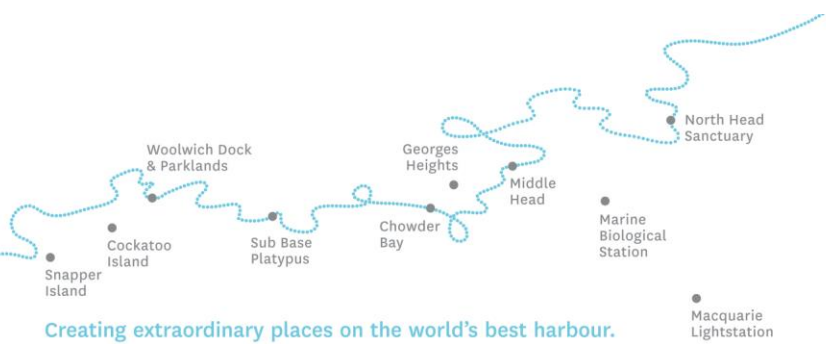 Woolwich Dock
& Parklands
Georges
Heights
North Head
Sanctuary
Middle
Head
Cockatoo
Island
Sub Base
Platypus
Chowder
Bay
Marine
Biological
Station
Snapper
Island
Macquarie
Lightstation
Creating extraordinary places on the world's best harbour.